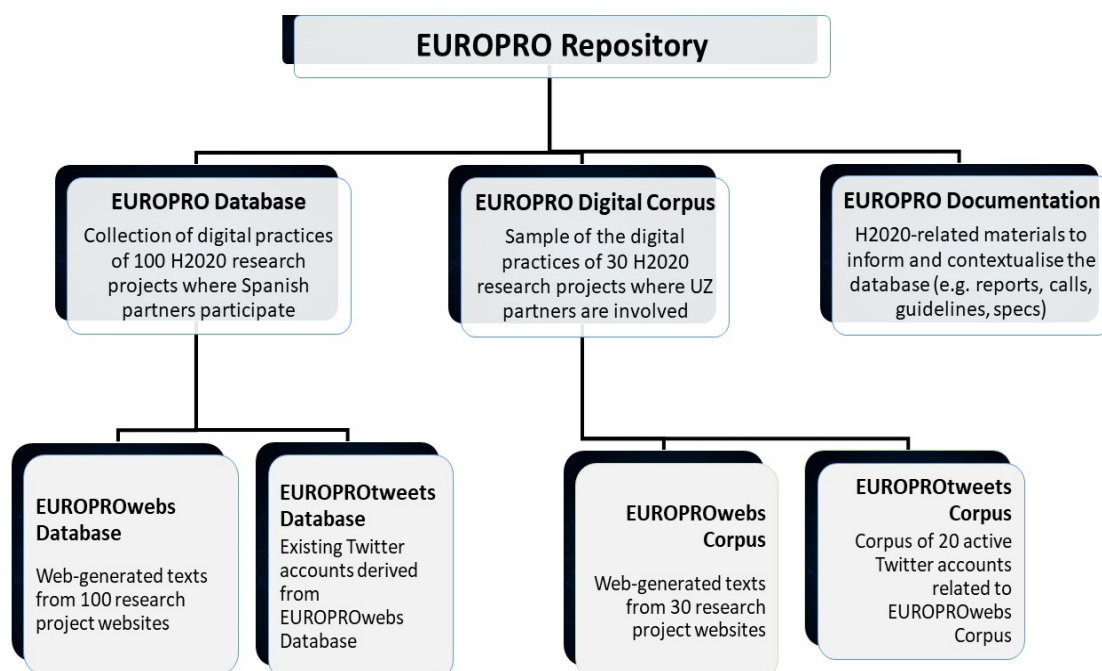 EUROPRO Repository
EUROPRO Database
Collection of digital practices
of 100 H2020 research
projects where Spanish
partners participate
EUROPRO Digital Corpus
Sample of the digital
practices of 30 H2020
research projects where UZ
partners are involved
EUROPRO Documentation
H2020-related materials to
inform and contextualise the
database (e.g. reports, calls,
guidelines, specs)
EUROPROwebs
Database
Web-generated texts
from 100 research
project websites
EUROPROtweets
Database
Existing Twitter
accounts derived
from
EUROPROwebs
Database
EUROPROwebs
Corpus
Web-generated texts
from 30 research
project websites
EUROPROtweets
Corpus
Corpus of 20 active
Twitter accounts
related to
EUROPROwebs
Corpus